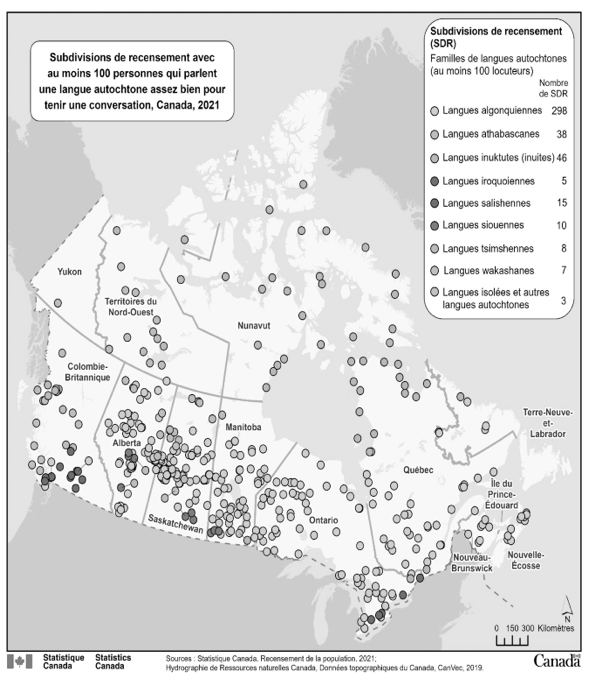 Subdivisions de recensement avec
au moins 100 personnes qui parlent
une langue autochtone assez bien pour
tenir une conversation, Canada, 2021
Subdivisions de recensement
(SDR)
Familles de langues autochtones
(au moins 100 locuteurs)
Nombre
de SDR
Langues algonquiennes 298
Langues athabascanes 38
Langues inuktutes (inuites) 46
Langues iroquoiennes 5
Langues salishennes 15
Langues siouennes 10
Langues tsimshennes 8
Langues wakashanes 7
Langues isolées et autres
langues autochtones 3
Yukon
Territoires du
Nord-Ouest
Nunavut
Colombie-
Britannique
Alberta
Saskatchewan
Manitoba
Ontario
Québec
Terre-Neuve-
et-
Labrador
Île du
Prince-
Édouard
Nouveau-
Brunswick
Nouvelle-
Écosse
N
0 150 300 Kilomètres
Statistique Statistics
Canada Canada
Sources : Statistique Canada, Recensement de la population, 2021;
Hydrographie de Ressources naturelles Canada, Données topographiques du Canada, CanVec, 2019.
Canada